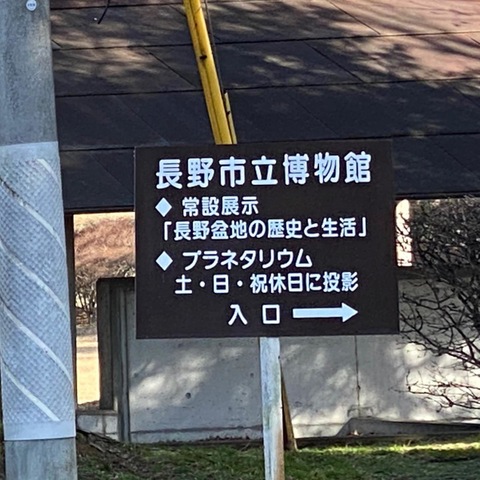 長野市立博物館
◆ 常設展示
「長野盆地の歴史と生活」
◆ プラネタリウム
土・日・祝休日に投影
入口 →